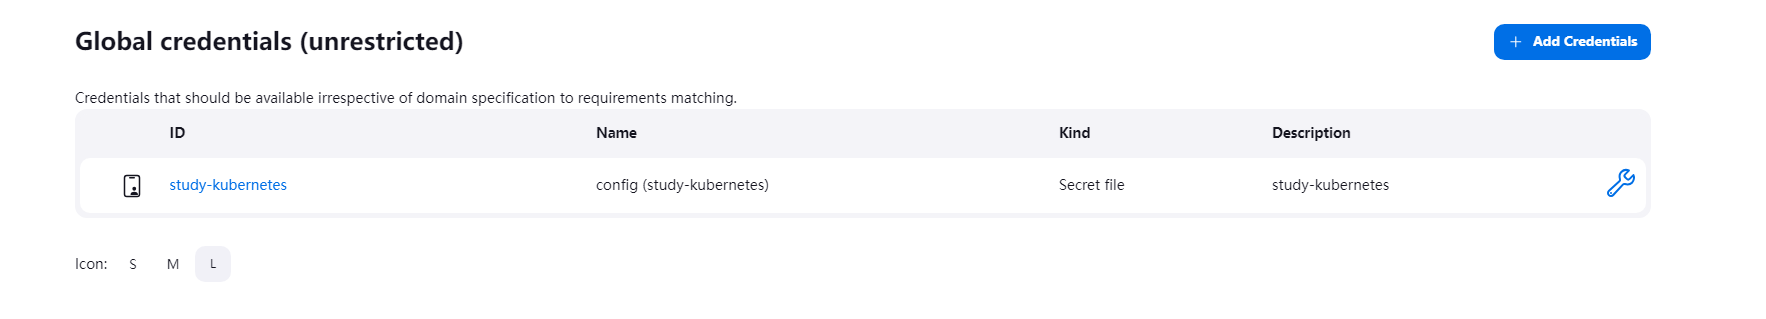 Global credentials (unrestricted)
+ Add Credentials
Credentials that should be available irrespective of domain specification to requirements matching.
ID Name Kind Description
study-kubernetes config (study-kubernetes) Secret file study-kubernetes
Icon: S M L